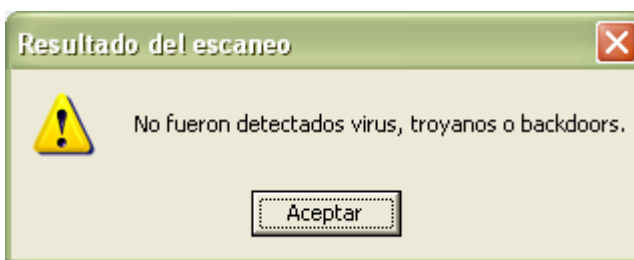 Resultado del escaneo
No fueron detectados virus, troyanos o backdoors.
Aceptar